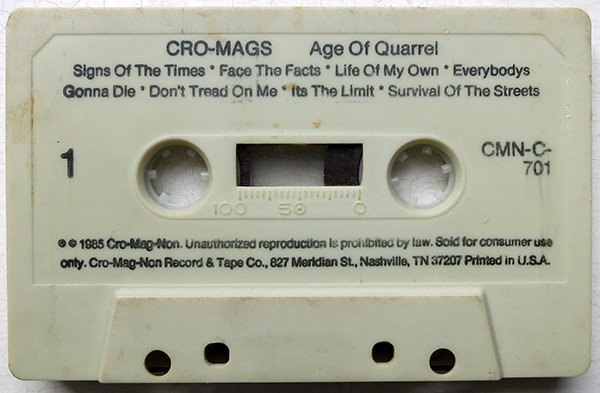 CRO-MAGS Age Of Quarrel
Signs Of The Times * Face The Facts * Life Of My Own * Everybodys
Gonna Die * Don't Tread On Me * Its The Limit * Survival Of The Streets
1
CMN-C-
701
100 50 0
℗ © 1985 Cro-Mag-Non. Unauthorized reproduction is prohibited by law. Sold for consumer use
only. Cro-Mag-Non Record & Tape Co., 827 Meridian St., Nashville, TN 37207 Printed in U.S.A.